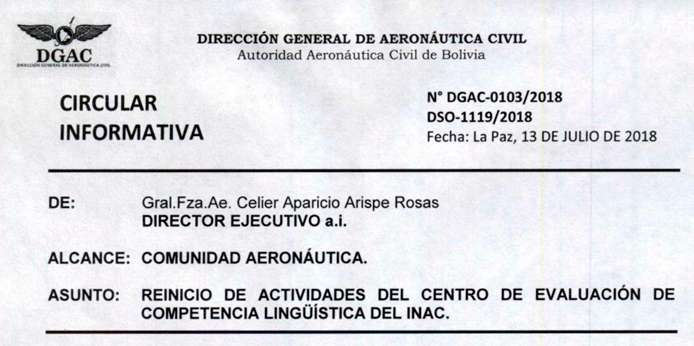 DGAC
DIRECCIÓN GENERAL DE AERONÁUTICA CIVIL
DIRECCIÓN GENERAL DE AERONÁUTICA CIVIL
Autoridad Aeronáutica Civil de Bolivia
CIRCULAR
INFORMATIVA
N° DGAC-0103/2018
DSO-1119/2018
Fecha: La Paz, 13 DE JULIO DE 2018
DE: Gral.Fza.Ae. Celier Aparicio Arispe Rosas
DIRECTOR EJECUTIVO a.i.
ALCANCE: COMUNIDAD AERONÁUTICA.
ASUNTO: REINICIO DE ACTIVIDADES DEL CENTRO DE EVALUACIÓN DE
COMPETENCIA LINGÜÍSTICA DEL INAC.